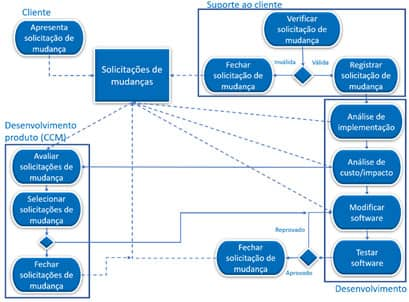 Cliente
Apresenta
solicitação de
mudança
Solicitações de
mudanças
Suporte ao cliente
Verificar
solicitação de
mudança
Inválida
Válida
Fechar
solicitação de
mudança
Registrar
solicitação de
mudança
Análise de
implementação
Análise de
custo/impacto
Modificar
software
Testar
software
Desenvolvimento
Reprovado
Aprovado
Fechar
solicitação de
mudança
Desenvolvimento
produto (CCM)
Avaliar
solicitações de
mudança
Selecionar
solicitações de
mudança
Fechar
solicitações de
mudança